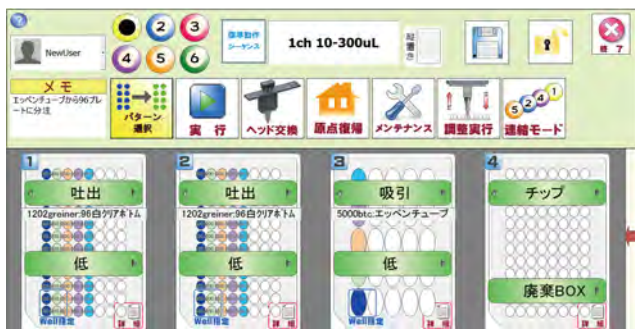 ?
NewUser
2 3
4 5 6
標準動作
シーケンス
1ch 10-300uL
縦置き
終 了
メ モ
エッペンチューブから96プレ
ートに分注
パターン
選択
実 行
ヘッド交換
原点復帰
メンテナンス
調整実行
5 2 4 1
連結モード
1
吐出
1202greiner:96白クリアボトム
低
Well指定
詳 細
2
吐出
1202greiner:96白クリアボトム
低
Well指定
詳 細
3
吸引
5000btc:エッペンチューブ
低
Well指定
詳 細
4
チップ
廃棄BOX
詳 細